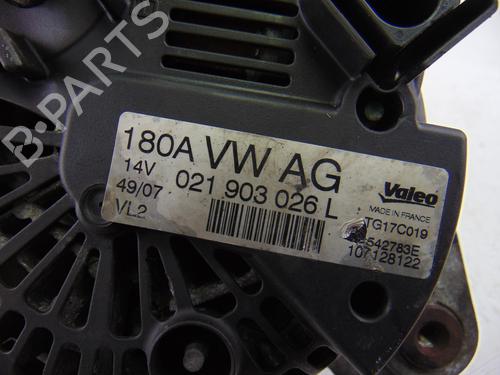 B-PARTS
180A VW AG
14V 021 903 026 L
49/07
VL2
Valeo
MADE IN FRANCE
TG17C019
542783E
107128122